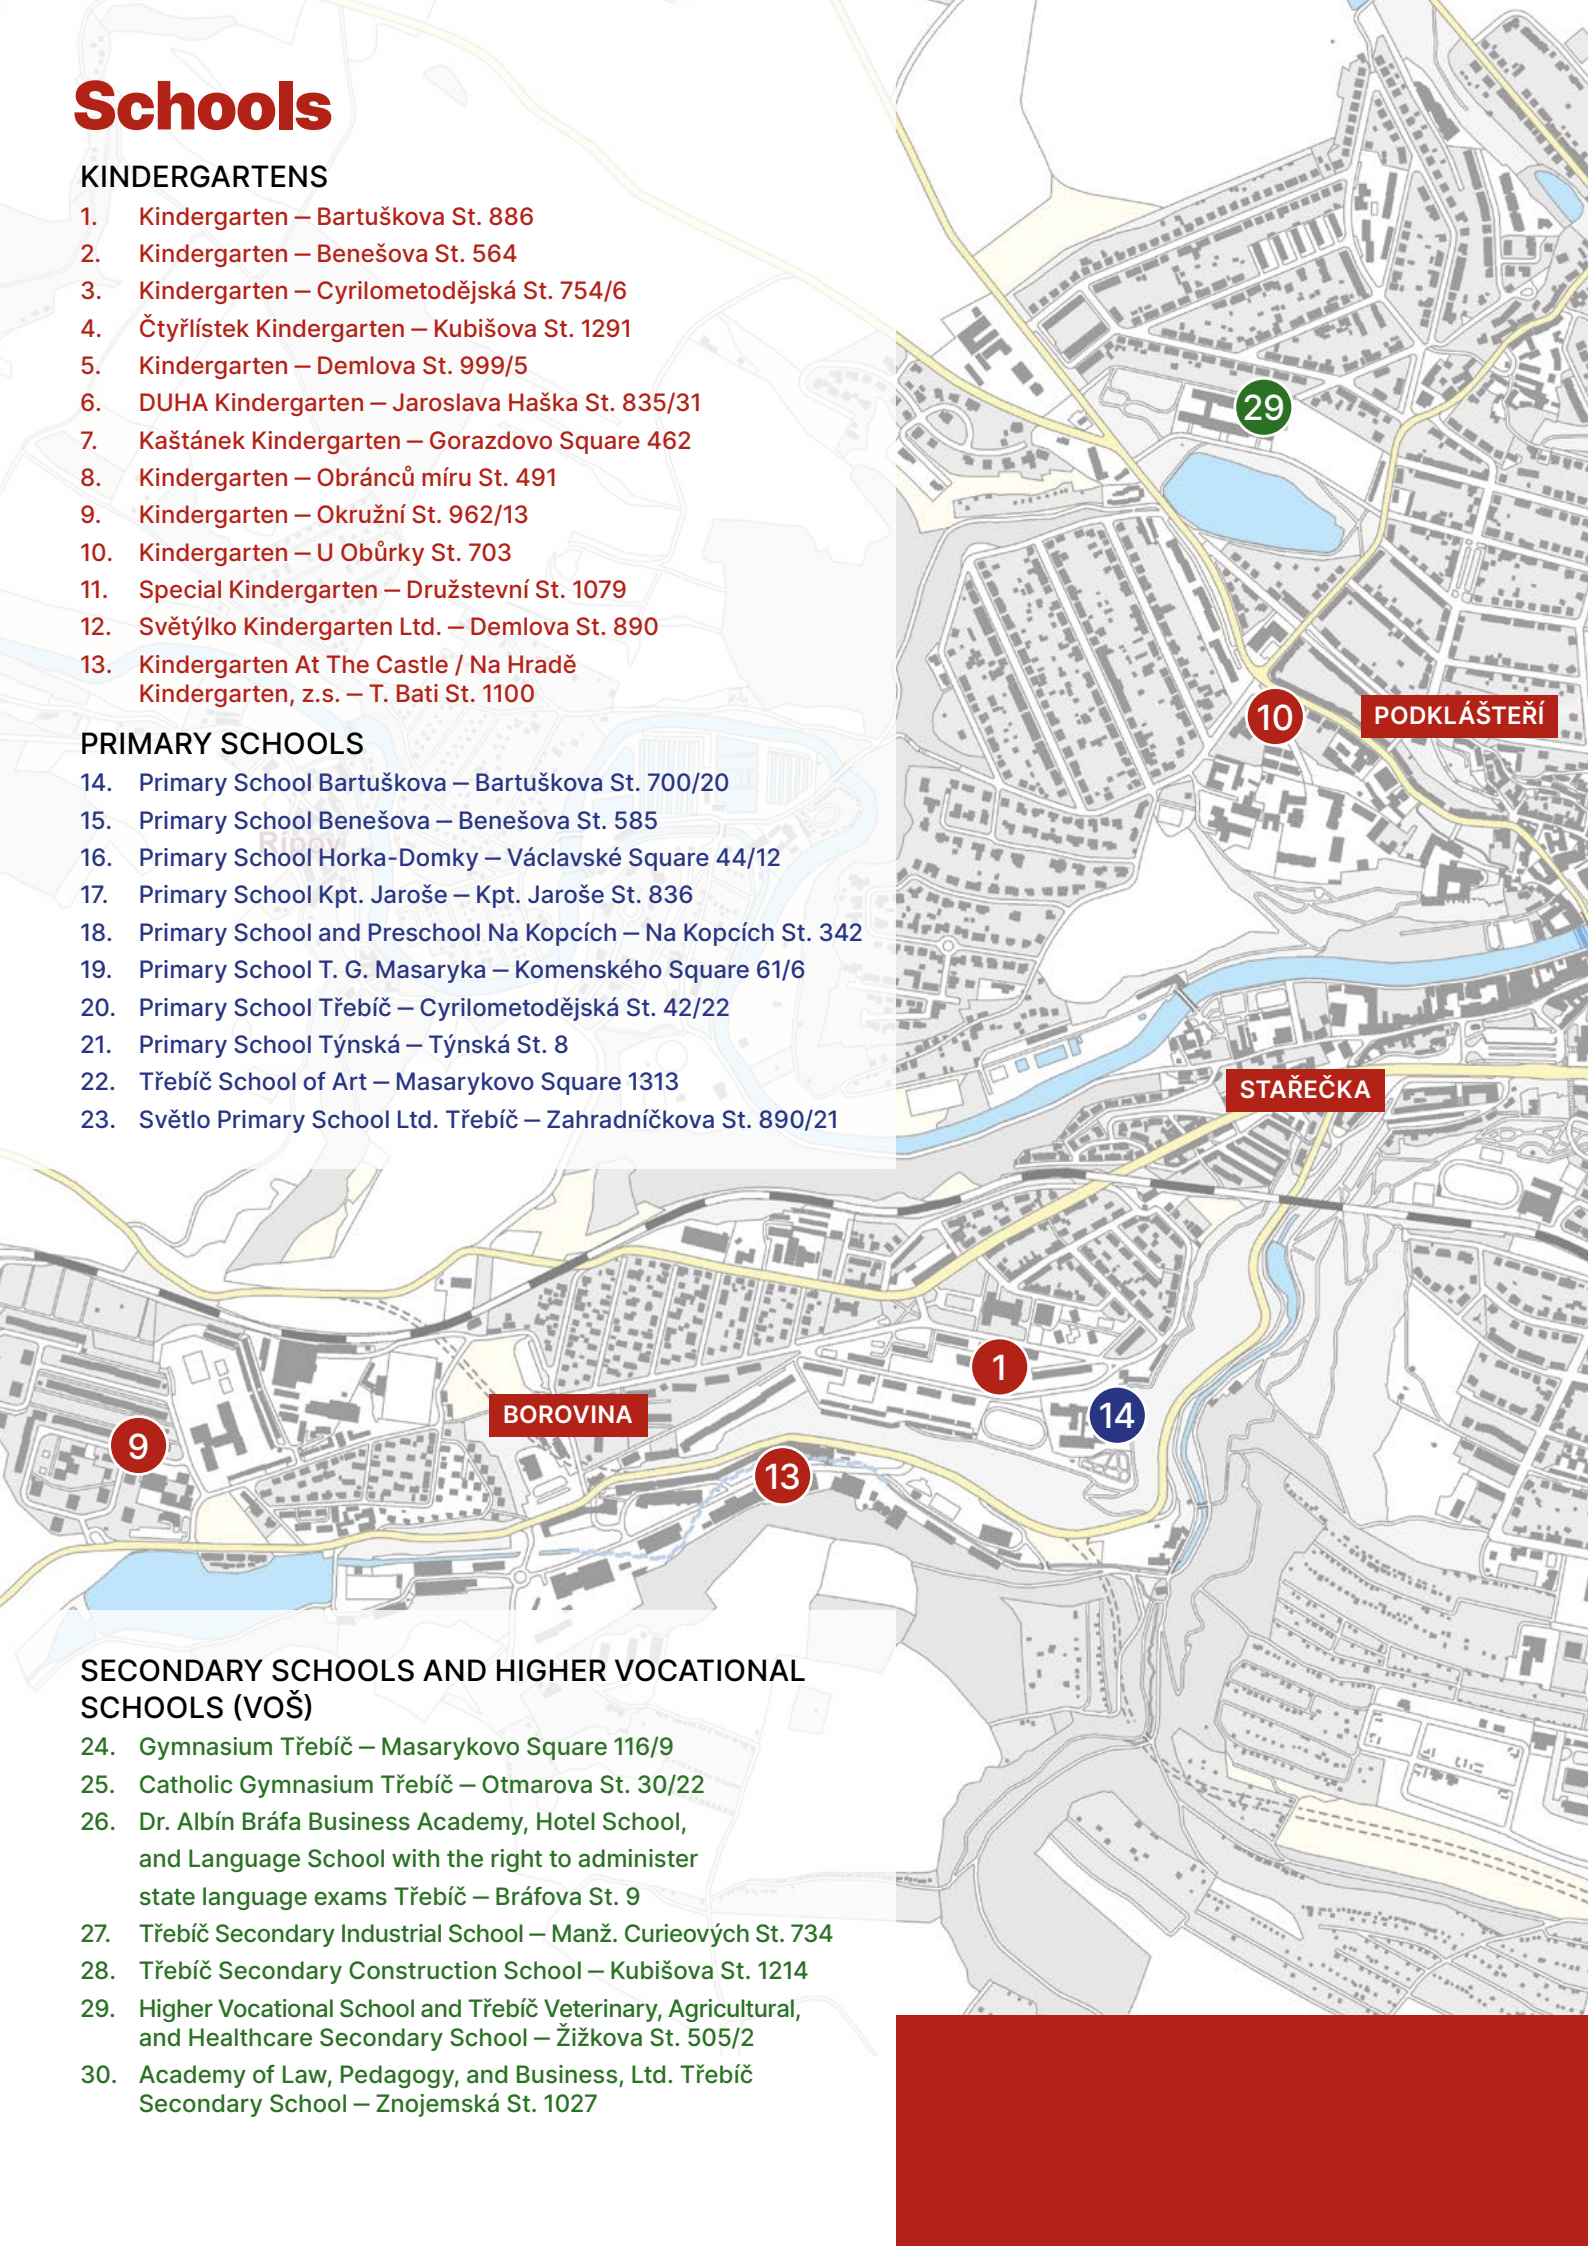 Schools
KINDERGARTENS
1. Kindergarten – Bartuškova St. 886
2. Kindergarten – Benešova St. 564
3. Kindergarten – Cyrilometodějská St. 754/6
4. Čtyřlístek Kindergarten – Kubišova St. 1291
5. Kindergarten – Demlova St. 999/5
6. DUHA Kindergarten – Jaroslava Haška St. 835/31
7. Kaštánek Kindergarten – Gorazdovo Square 462
8. Kindergarten – Obránců míru St. 491
9. Kindergarten – Okružní St. 962/13
10. Kindergarten – U Obůrky St. 703
11. Special Kindergarten – Družstevní St. 1079
12. Světýlko Kindergarten Ltd. – Demlova St. 890
13. Kindergarten At The Castle / Na Hradě
Kindergarten, z.s. – T. Bati St. 1100
PRIMARY SCHOOLS
14. Primary School Bartuškova – Bartuškova St. 700/20
15. Primary School Benešova – Benešova St. 585
Řípov
16. Primary School Horka-Domky – Václavské Square 44/12
17. Primary School Kpt. Jaroše – Kpt. Jaroše St. 836
18. Primary School and Preschool Na Kopcích – Na Kopcích St. 342
19. Primary School T. G. Masaryka – Komenského Square 61/6
20. Primary School Třebíč – Cyrilometodějská St. 42/22
21. Primary School Týnská – Týnská St. 8
22. Třebíč School of Art – Masarykovo Square 1313
23. Světlo Primary School Ltd. Třebíč – Zahradníčkova St. 890/21
29
10
PODKLÁŠTEŘÍ
STAŘEČKA
1
14
BOROVINA
9
13
SECONDARY SCHOOLS AND HIGHER VOCATIONAL
SCHOOLS (VOŠ)
24. Gymnasium Třebíč – Masarykovo Square 116/9
25. Catholic Gymnasium Třebíč – Otmarova St. 30/22
26. Dr. Albín Bráfa Business Academy, Hotel School,
and Language School with the right to administer
state language exams Třebíč – Bráfova St. 9
27. Třebíč Secondary Industrial School – Manž. Curieových St. 734
28. Třebíč Secondary Construction School – Kubišova St. 1214
29. Higher Vocational School and Třebíč Veterinary, Agricultural,
and Healthcare Secondary School – Žižkova St. 505/2
30. Academy of Law, Pedagogy, and Business, Ltd. Třebíč
Secondary School – Znojemská St. 1027